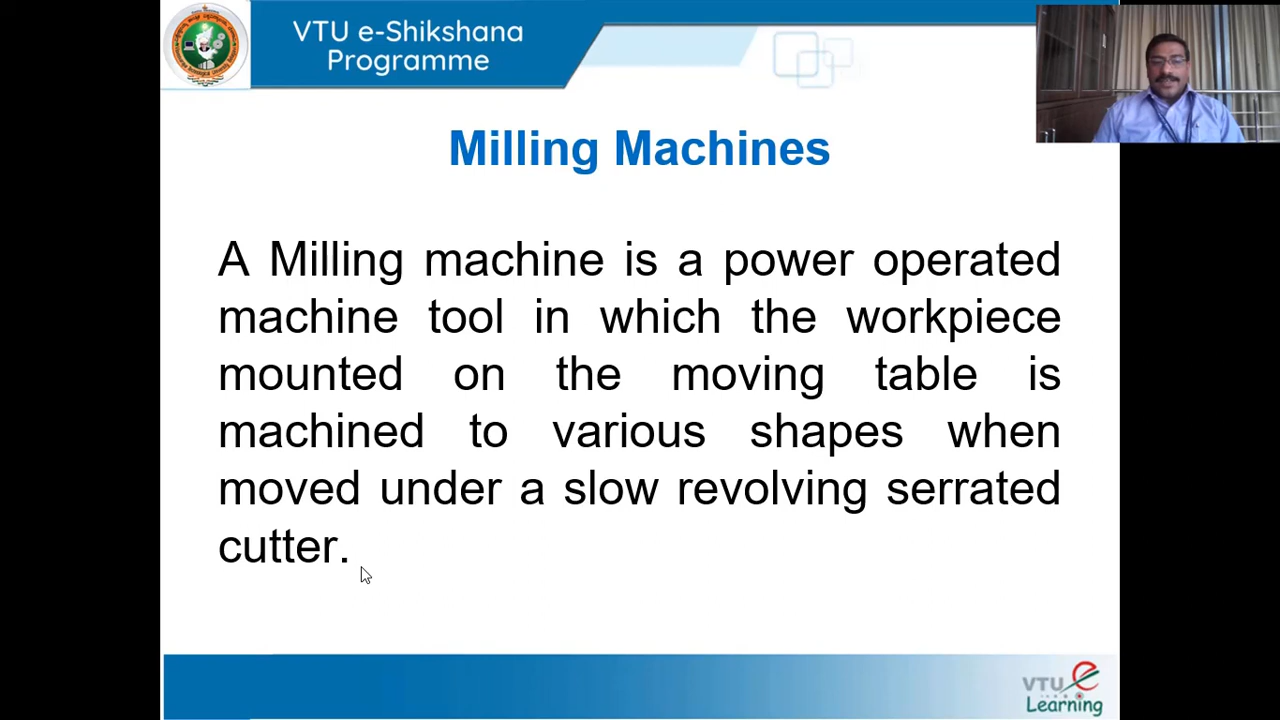 VTU e-Shikshana
Programme
Milling Machines
A Milling machine is a power operated
machine tool in which the workpiece
mounted on the moving table is
machined to various shapes when
moved under a slow revolving serrated
cutter.
VTU e
Learning